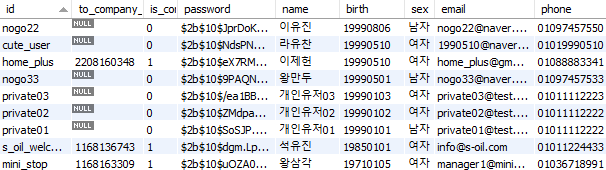 id to_company_ is_con password name birth sex email phone
nogo22 NULL 0 $2b$10$JprDoK... 이유진 19990806 남자 nogo22@naver.... 01097457550
cute_user NULL 0 $2b$10$NdsPN... 라유찬 19990510 여자 1990510@naver... 01019990510
home_plus 2208160348 1 $2b$10$eX7RM... 이제헌 19990510 여자 home_plus@gm... 01088883341
nogo33 NULL 0 $2b$10$9PAQN... 왕만두 19990510 남자 nogo33@naver.... 01097457533
private03 NULL 0 $2b$10$/ea1BB... 개인유저03 19990103 여자 private03@test.... 01011112223
private02 NULL 0 $2b$10$ZMdpa... 개인유저02 19990102 여자 private02@test.... 01011112222
private01 NULL 0 $2b$10$SoSJP.... 개인유저01 19990101 남자 private01@test.... 01011112222
s_oil_welc... 1168136743 1 $2b$10$dgm.Lp... 석유진 19850101 여자 info@s-oil.com 01011224433
mini_stop 1168163309 1 $2b$10$uOZA0... 왕삼각 19710105 여자 manager1@mini... 01036718991